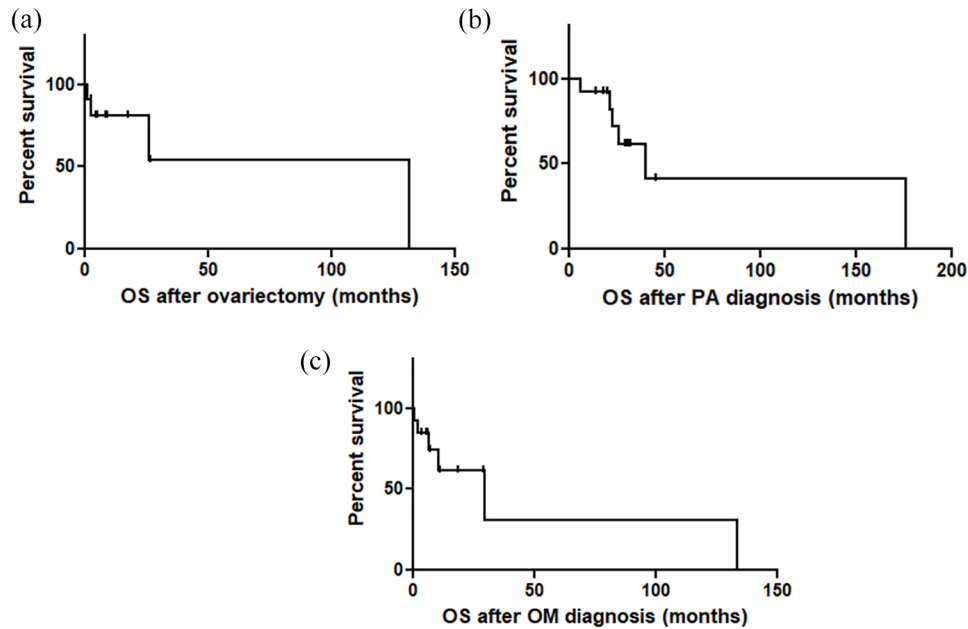 (a)
Percent survival
100
50
0
0 50 100 150
OS after ovariectomy (months)
(b)
Percent survival
100
50
0
0 50 100 150 200
OS after PA diagnosis (months)
(c)
Percent survival
100
50
0
0 50 100 150
OS after OM diagnosis (months)